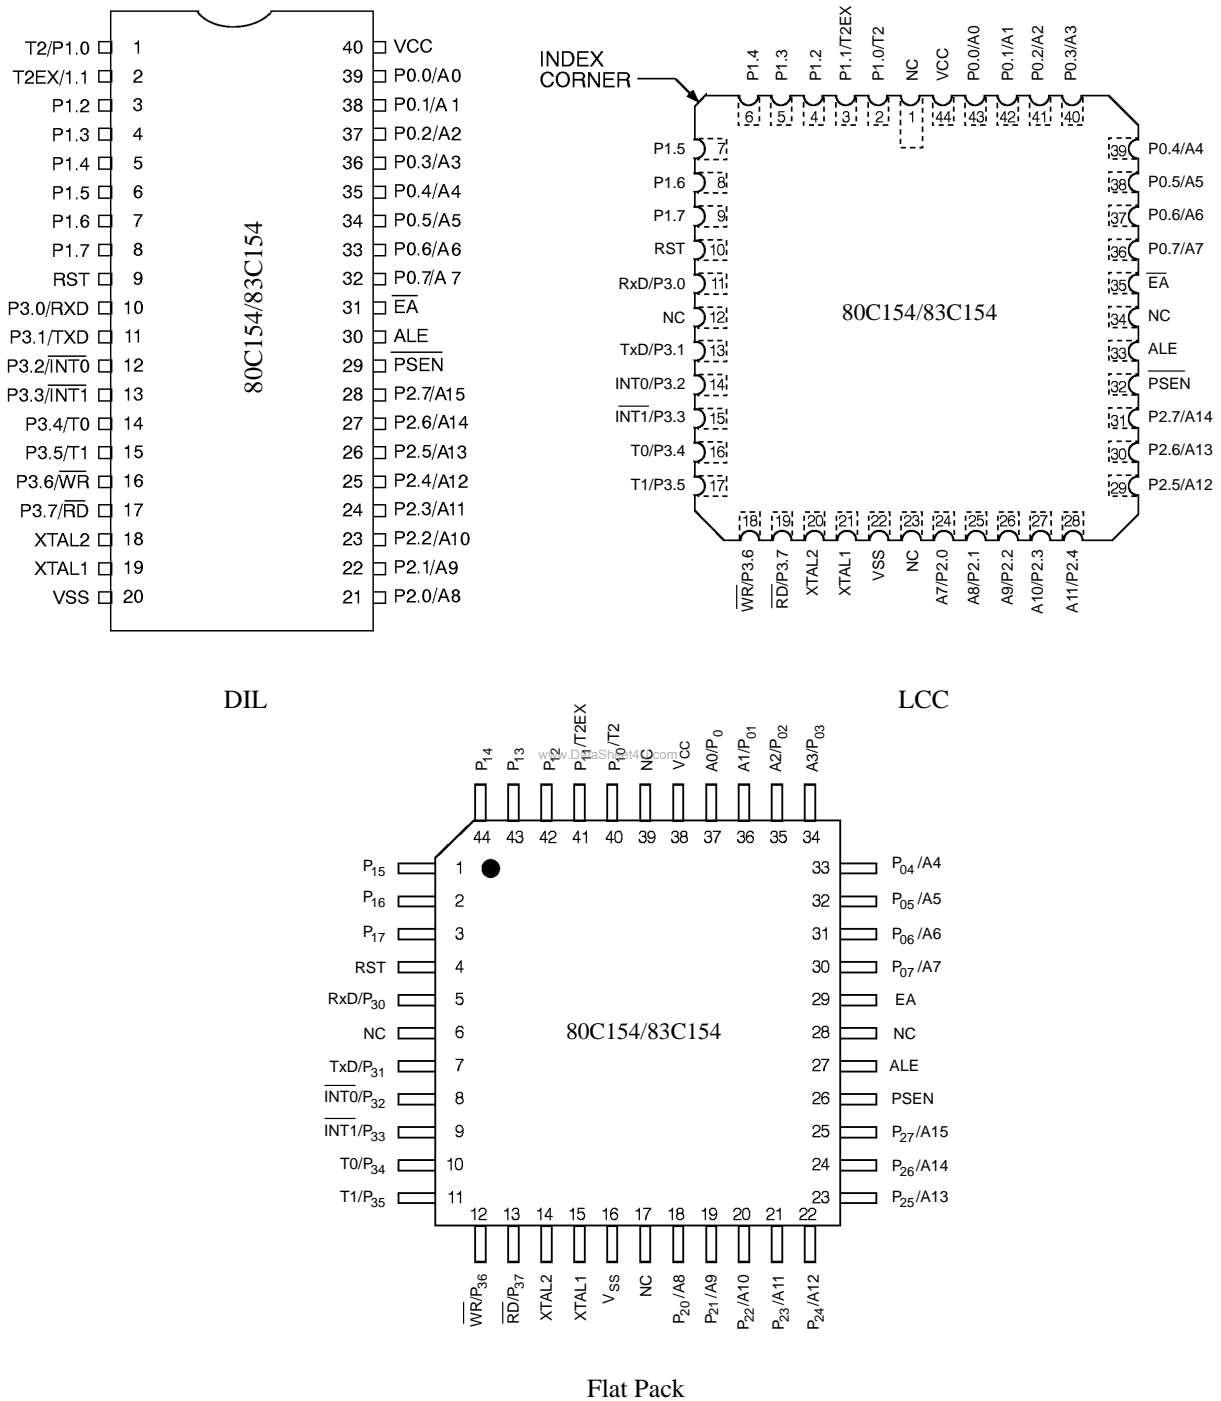 T2/P1.0 1 40 VCC
T2EX/1.1 2 39 P0.0/A0
P1.2 3 38 P0.1/A 1
P1.3 4 37 P0.2/A2
P1.4 5 36 P0.3/A3
P1.5 6 35 P0.4/A4
P1.6 7 34 P0.5/A5
P1.7 8 33 P0.6/A6
RST 9 32 P0.7/A 7
P3.0/RXD 10 31 E̅A̅
P3.1/TXD 11 30 ALE
P3.2/I̅N̅T̅0̅ 12 29 P̅S̅E̅N̅
P3.3/I̅N̅T̅1̅ 13 28 P2.7/A15
P3.4/T0 14 27 P2.6/A14
P3.5/T1 15 26 P2.5/A13
P3.6/W̅R̅ 16 25 P2.4/A12
P3.7/R̅D̅ 17 24 P2.3/A11
XTAL2 18 23 P2.2/A10
XTAL1 19 22 P2.1/A9
VSS 20 21 P2.0/A8
80C154/83C154
DIL
INDEX
CORNER
P1.4 P1.3 P1.2 P1.1/T2EX P1.0/T2 NC VCC P0.0/A0 P0.1/A1 P0.2/A2 P0.3/A3
6 5 4 3 2 1 44 43 42 41 40
P1.5 7 39 P0.4/A4
P1.6 8 38 P0.5/A5
P1.7 9 37 P0.6/A6
RST 10 36 P0.7/A7
RxD/P3.0 11 35 E̅A̅
NC 12 34 NC
TxD/P3.1 13 33 ALE
INT0/P3.2 14 32 P̅S̅E̅N̅
I̅N̅T̅1̅/P3.3 15 31 P2.7/A14
T0/P3.4 16 30 P2.6/A13
T1/P3.5 17 29 P2.5/A12
80C154/83C154
18 19 20 21 22 23 24 25 26 27 28
W̅R̅/P3.6 R̅D̅/P3.7 XTAL2 XTAL1 VSS NC A7/P2.0 A8/P2.1 A9/P2.2 A10/P2.3 A11/P2.4
LCC
www.DataSheet4U.com
P14 P13 P12 P11/T2EX P10/T2 NC VCC A0/P0 A1/P01 A2/P02 A3/P03
44 43 42 41 40 39 38 37 36 35 34
P15 1 33 P04/A4
P16 2 32 P05/A5
P17 3 31 P06/A6
RST 4 30 P07/A7
RxD/P30 5 29 EA
NC 6 28 NC
TxD/P31 7 27 ALE
I̅N̅T̅0̅/P32 8 26 PSEN
I̅N̅T̅1̅/P33 9 25 P27/A15
T0/P34 10 24 P26/A14
T1/P35 11 23 P25/A13
80C154/83C154
12 13 14 15 16 17 18 19 20 21 22
W̅R̅/P36 R̅D̅/P37 XTAL2 XTAL1 VSS NC P20/A8 P21/A9 P22/A10 P23/A11 P24/A12
Flat Pack